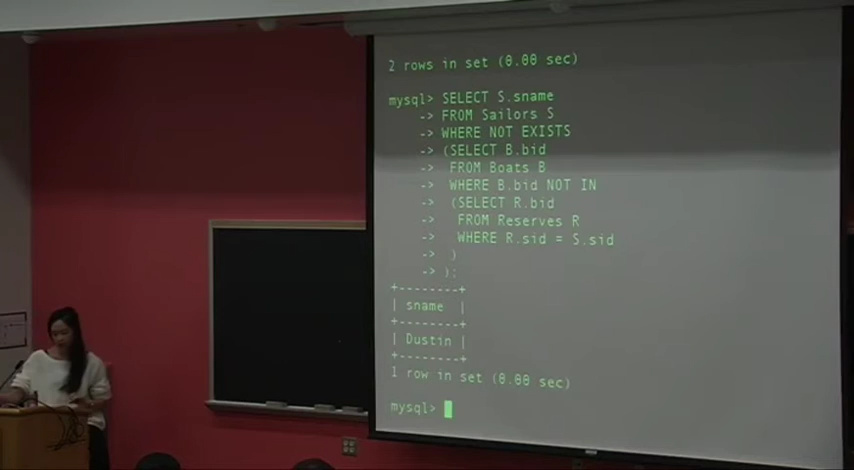 2 rows in set (0.00 sec)
mysql> SELECT S.sname
-> FROM Sailors S
-> WHERE NOT EXISTS
-> (SELECT B.bid
-> FROM Boats B
-> WHERE B.bid NOT IN
-> (SELECT R.bid
-> FROM Reserves R
-> WHERE R.sid = S.sid
-> )
-> );
+--------+
| sname |
+--------+
| Dustin |
+--------+
1 row in set (0.00 sec)
mysql>